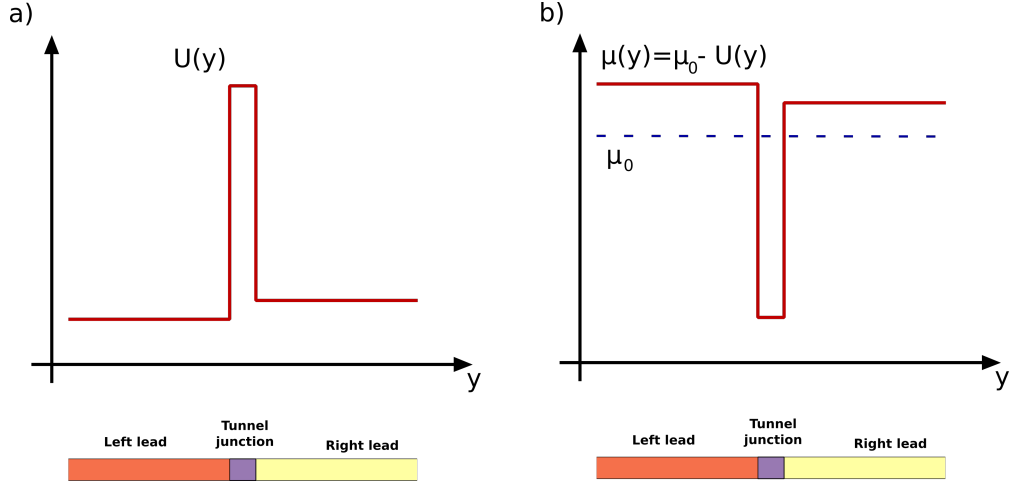 a)
U(y)
y
Tunnel
junction
Left lead
Right lead
b)
μ(y)=μ₀- U(y)
μ₀
y
Tunnel
junction
Left lead
Right lead